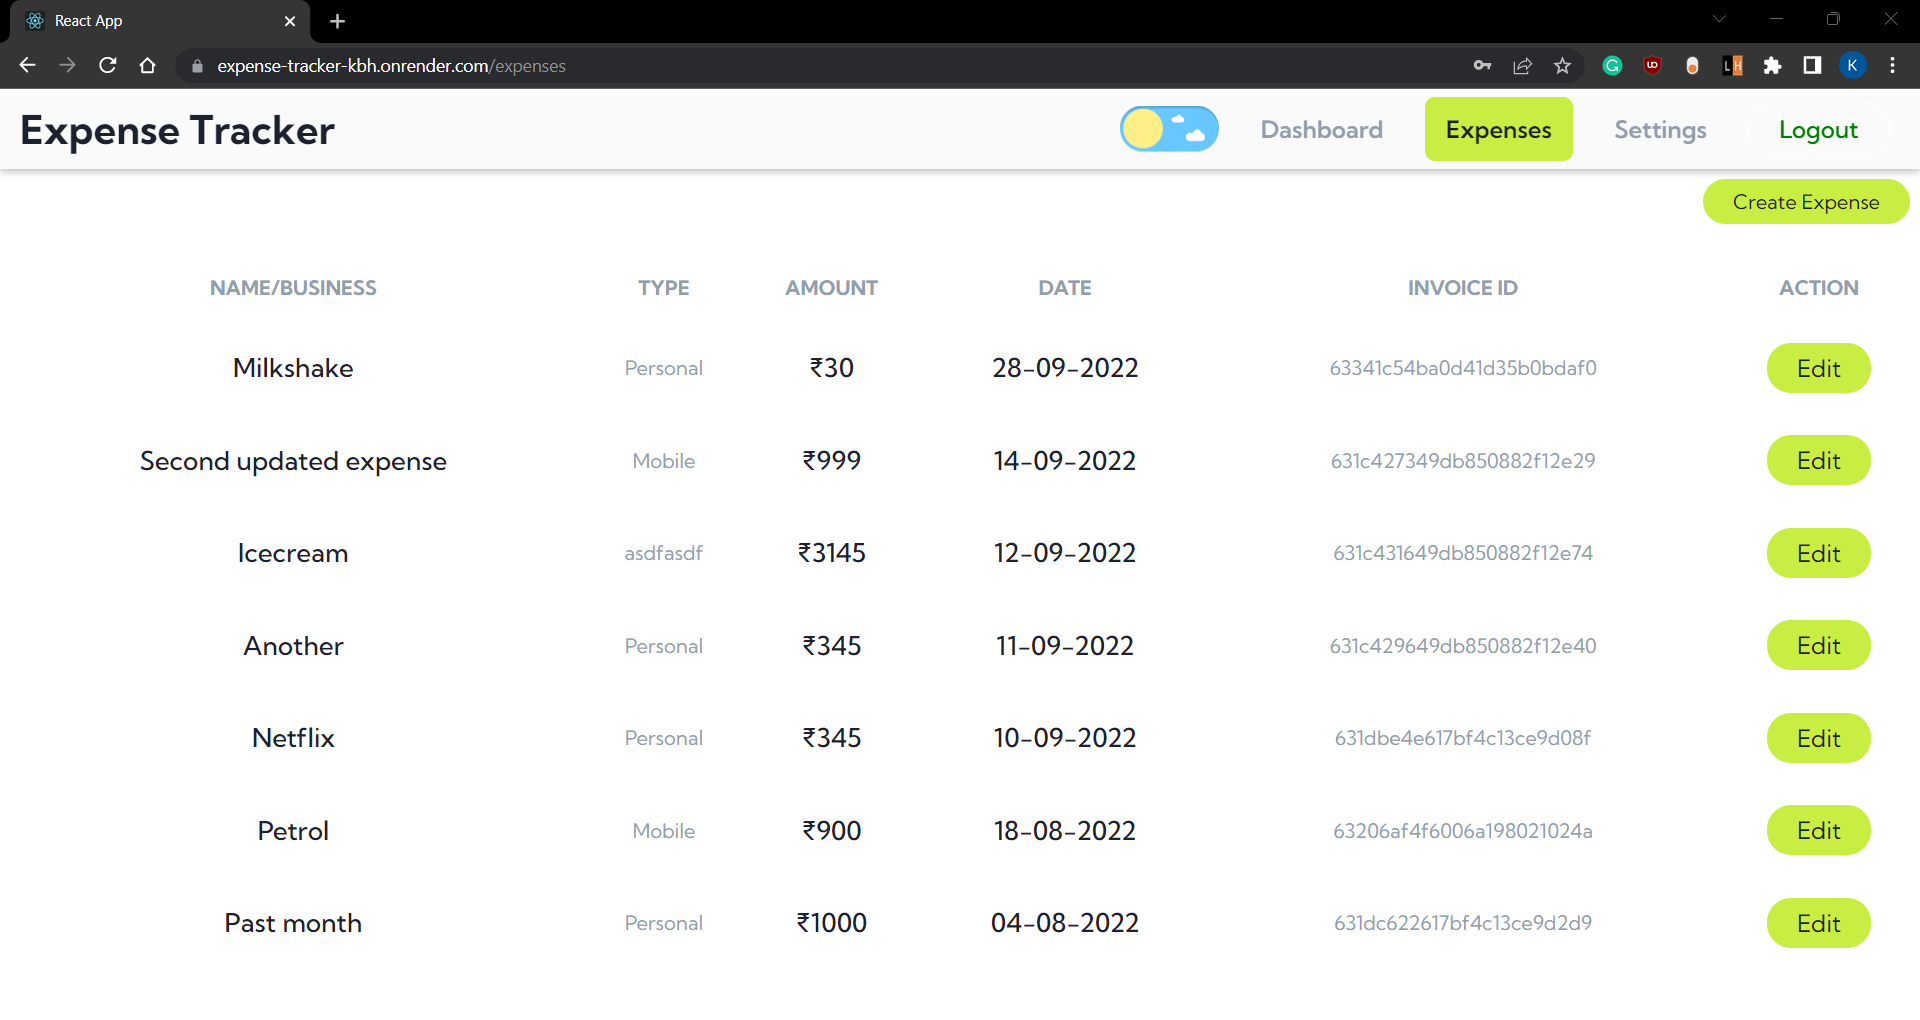 React App
expense-tracker-kbh.onrender.com/expenses
K
Expense Tracker
Dashboard Expenses Settings Logout
Create Expense
NAME/BUSINESS TYPE AMOUNT DATE INVOICE ID ACTION
Milkshake Personal ₹30 28-09-2022 63341c54ba0d41d35b0bdaf0 Edit
Second updated expense Mobile ₹999 14-09-2022 631c427349db850882f12e29 Edit
Icecream asdfasdf ₹3145 12-09-2022 631c431649db850882f12e74 Edit
Another Personal ₹345 11-09-2022 631c429649db850882f12e40 Edit
Netflix Personal ₹345 10-09-2022 631dbe4e617bf4c13ce9d08f Edit
Petrol Mobile ₹900 18-08-2022 63206af4f6006a198021024a Edit
Past month Personal ₹1000 04-08-2022 631dc622617bf4c13ce9d2d9 Edit